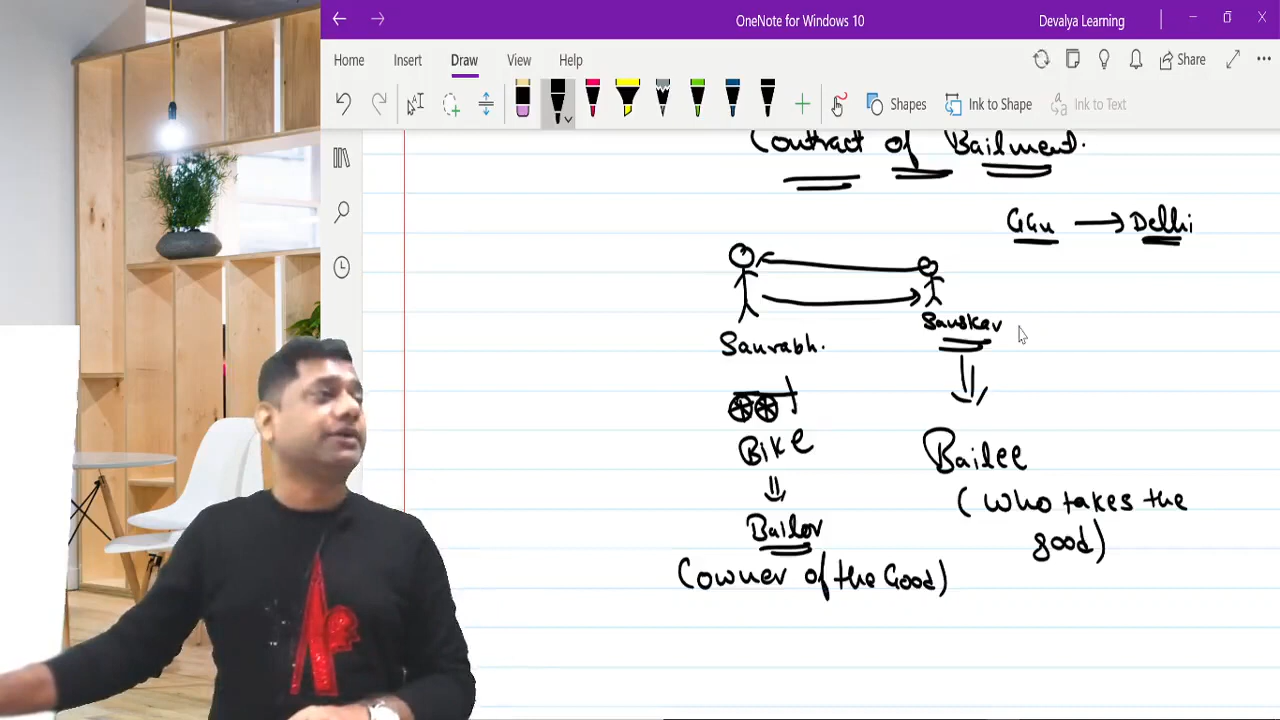 OneNote for Windows 10
Devalya Learning
Home Insert Draw View Help
Share
Shapes
Ink to Shape
Ink to Text
Contract of Bailment.
GGn → Delhi
Sanskar
Saurabh.
Bike
Bailee
(who takes the
good)
Bailor
(owner of the Good)